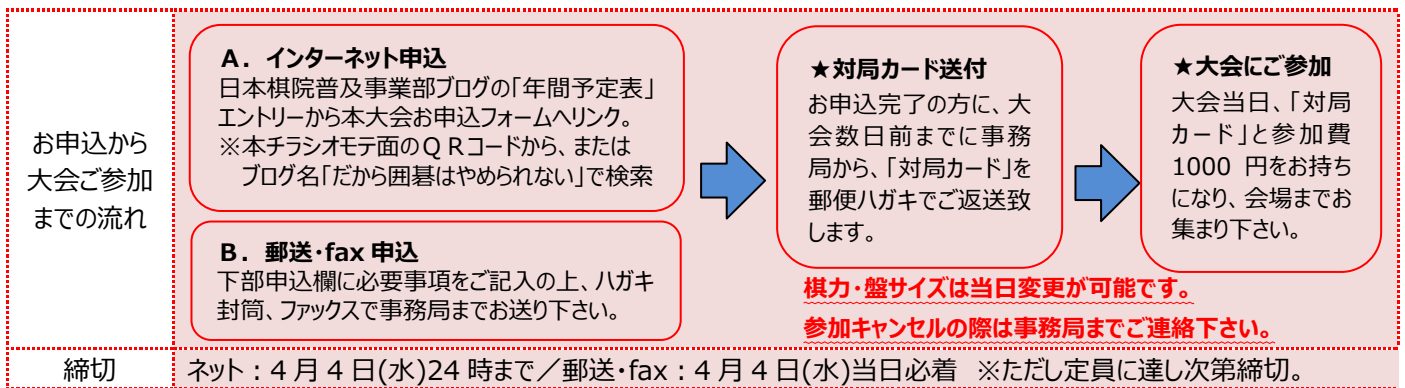 お申込から
大会ご参加
までの流れ
A．インターネット申込
日本棋院普及事業部ブログの「年間予定表」
エントリーから本大会お申込フォームへリンク。
※本チラシオモテ面のＱＲコードから、または
ブログ名「だから囲碁はやめられない」で検索
B．郵送・fax 申込
下部申込欄に必要事項をご記入の上、ハガキ
封筒、ファックスで事務局までお送り下さい。
★対局カード送付
お申込完了の方に、大
会数日前までに事務
局から、「対局カード」を
郵便ハガキでご返送致
します。
★大会にご参加
大会当日、「対局
カード」と参加費
1000 円をお持ち
になり、会場までお
集まり下さい。
棋力・盤サイズは当日変更が可能です。
参加キャンセルの際は事務局までご連絡下さい。
締切
ネット：４月４日(水)24 時まで／郵送・fax：４月４日(水)当日必着 ※ただし定員に達し次第締切。